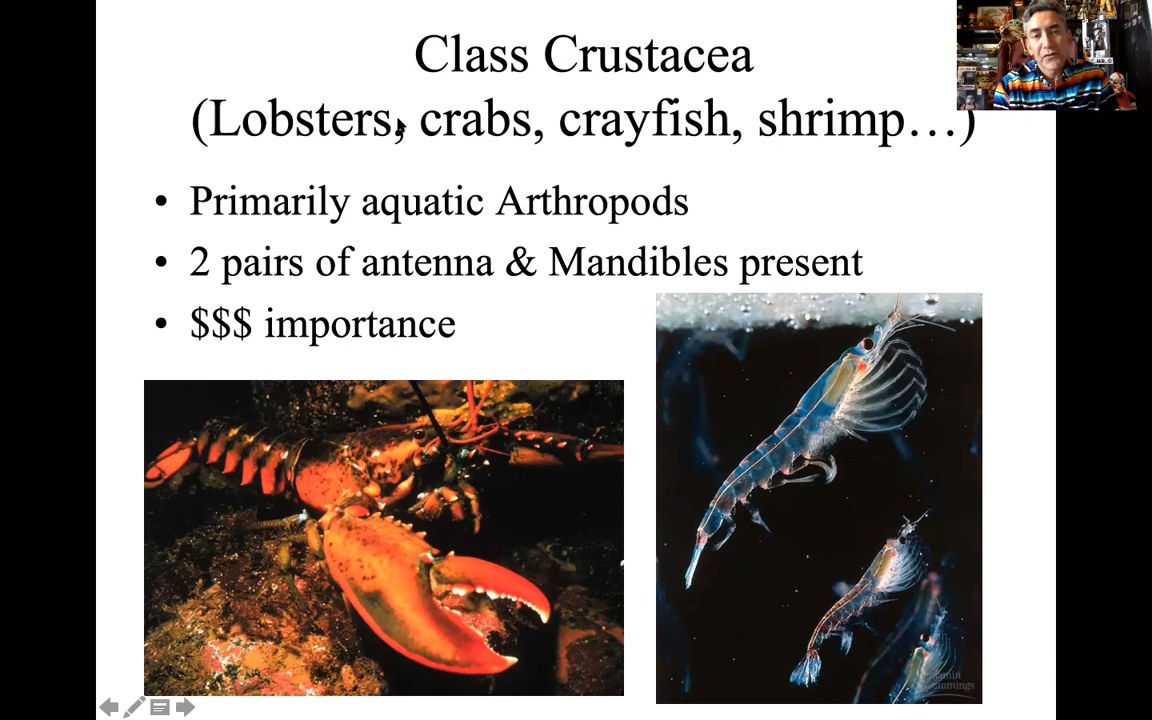 Class Crustacea
(Lobsters, crabs, crayfish, shrimp…)
• Primarily aquatic Arthropods
• 2 pairs of antenna & Mandibles present
• $$$ importance